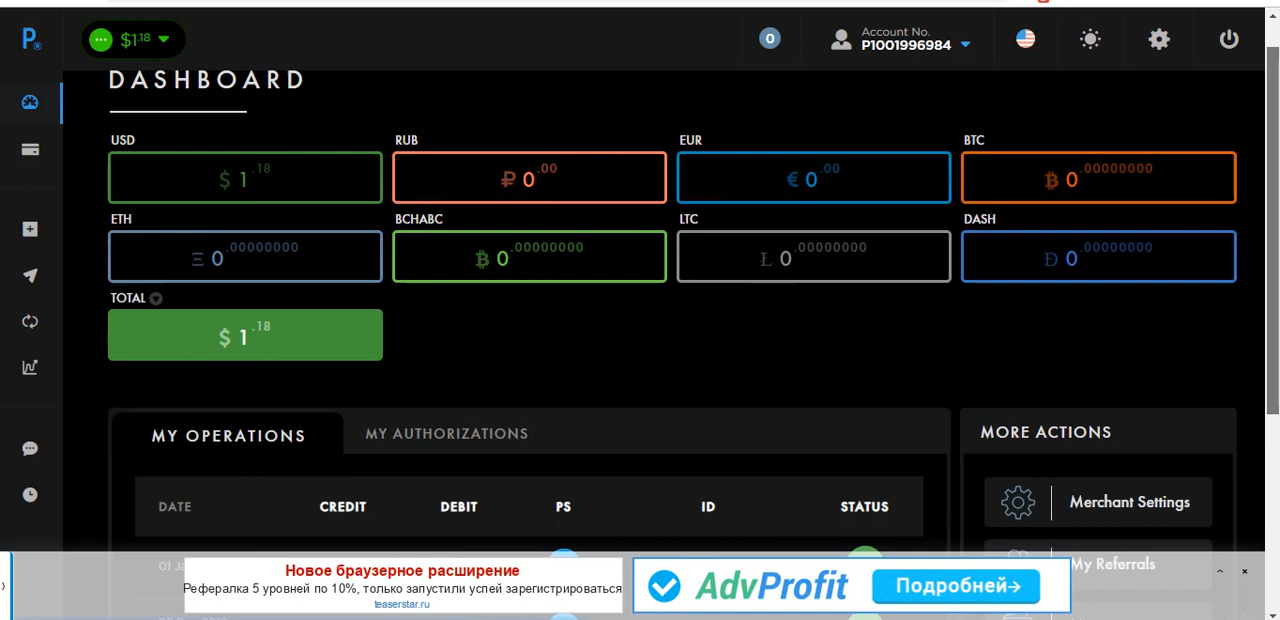 P®
$1.18
0
Account No.
P1001996984
DASHBOARD
USD
RUB
EUR
BTC
$ 1.18
₽ 0.00
€ 0.00
0.00000000
ETH
BCHABC
LTC
DASH
Ξ 0.00000000
0.00000000
Ł 0.00000000
Đ 0.00000000
TOTAL
$ 1.18
MY OPERATIONS
MY AUTHORIZATIONS
MORE ACTIONS
DATE
CREDIT
DEBIT
PS
ID
STATUS
Merchant Settings
01
My Referrals
Новое браузерное расширение
Рефералка 5 уровней по 10%, только запустили успей зарегистрироваться
teaserstar.ru
AdvProfit
Подробней→